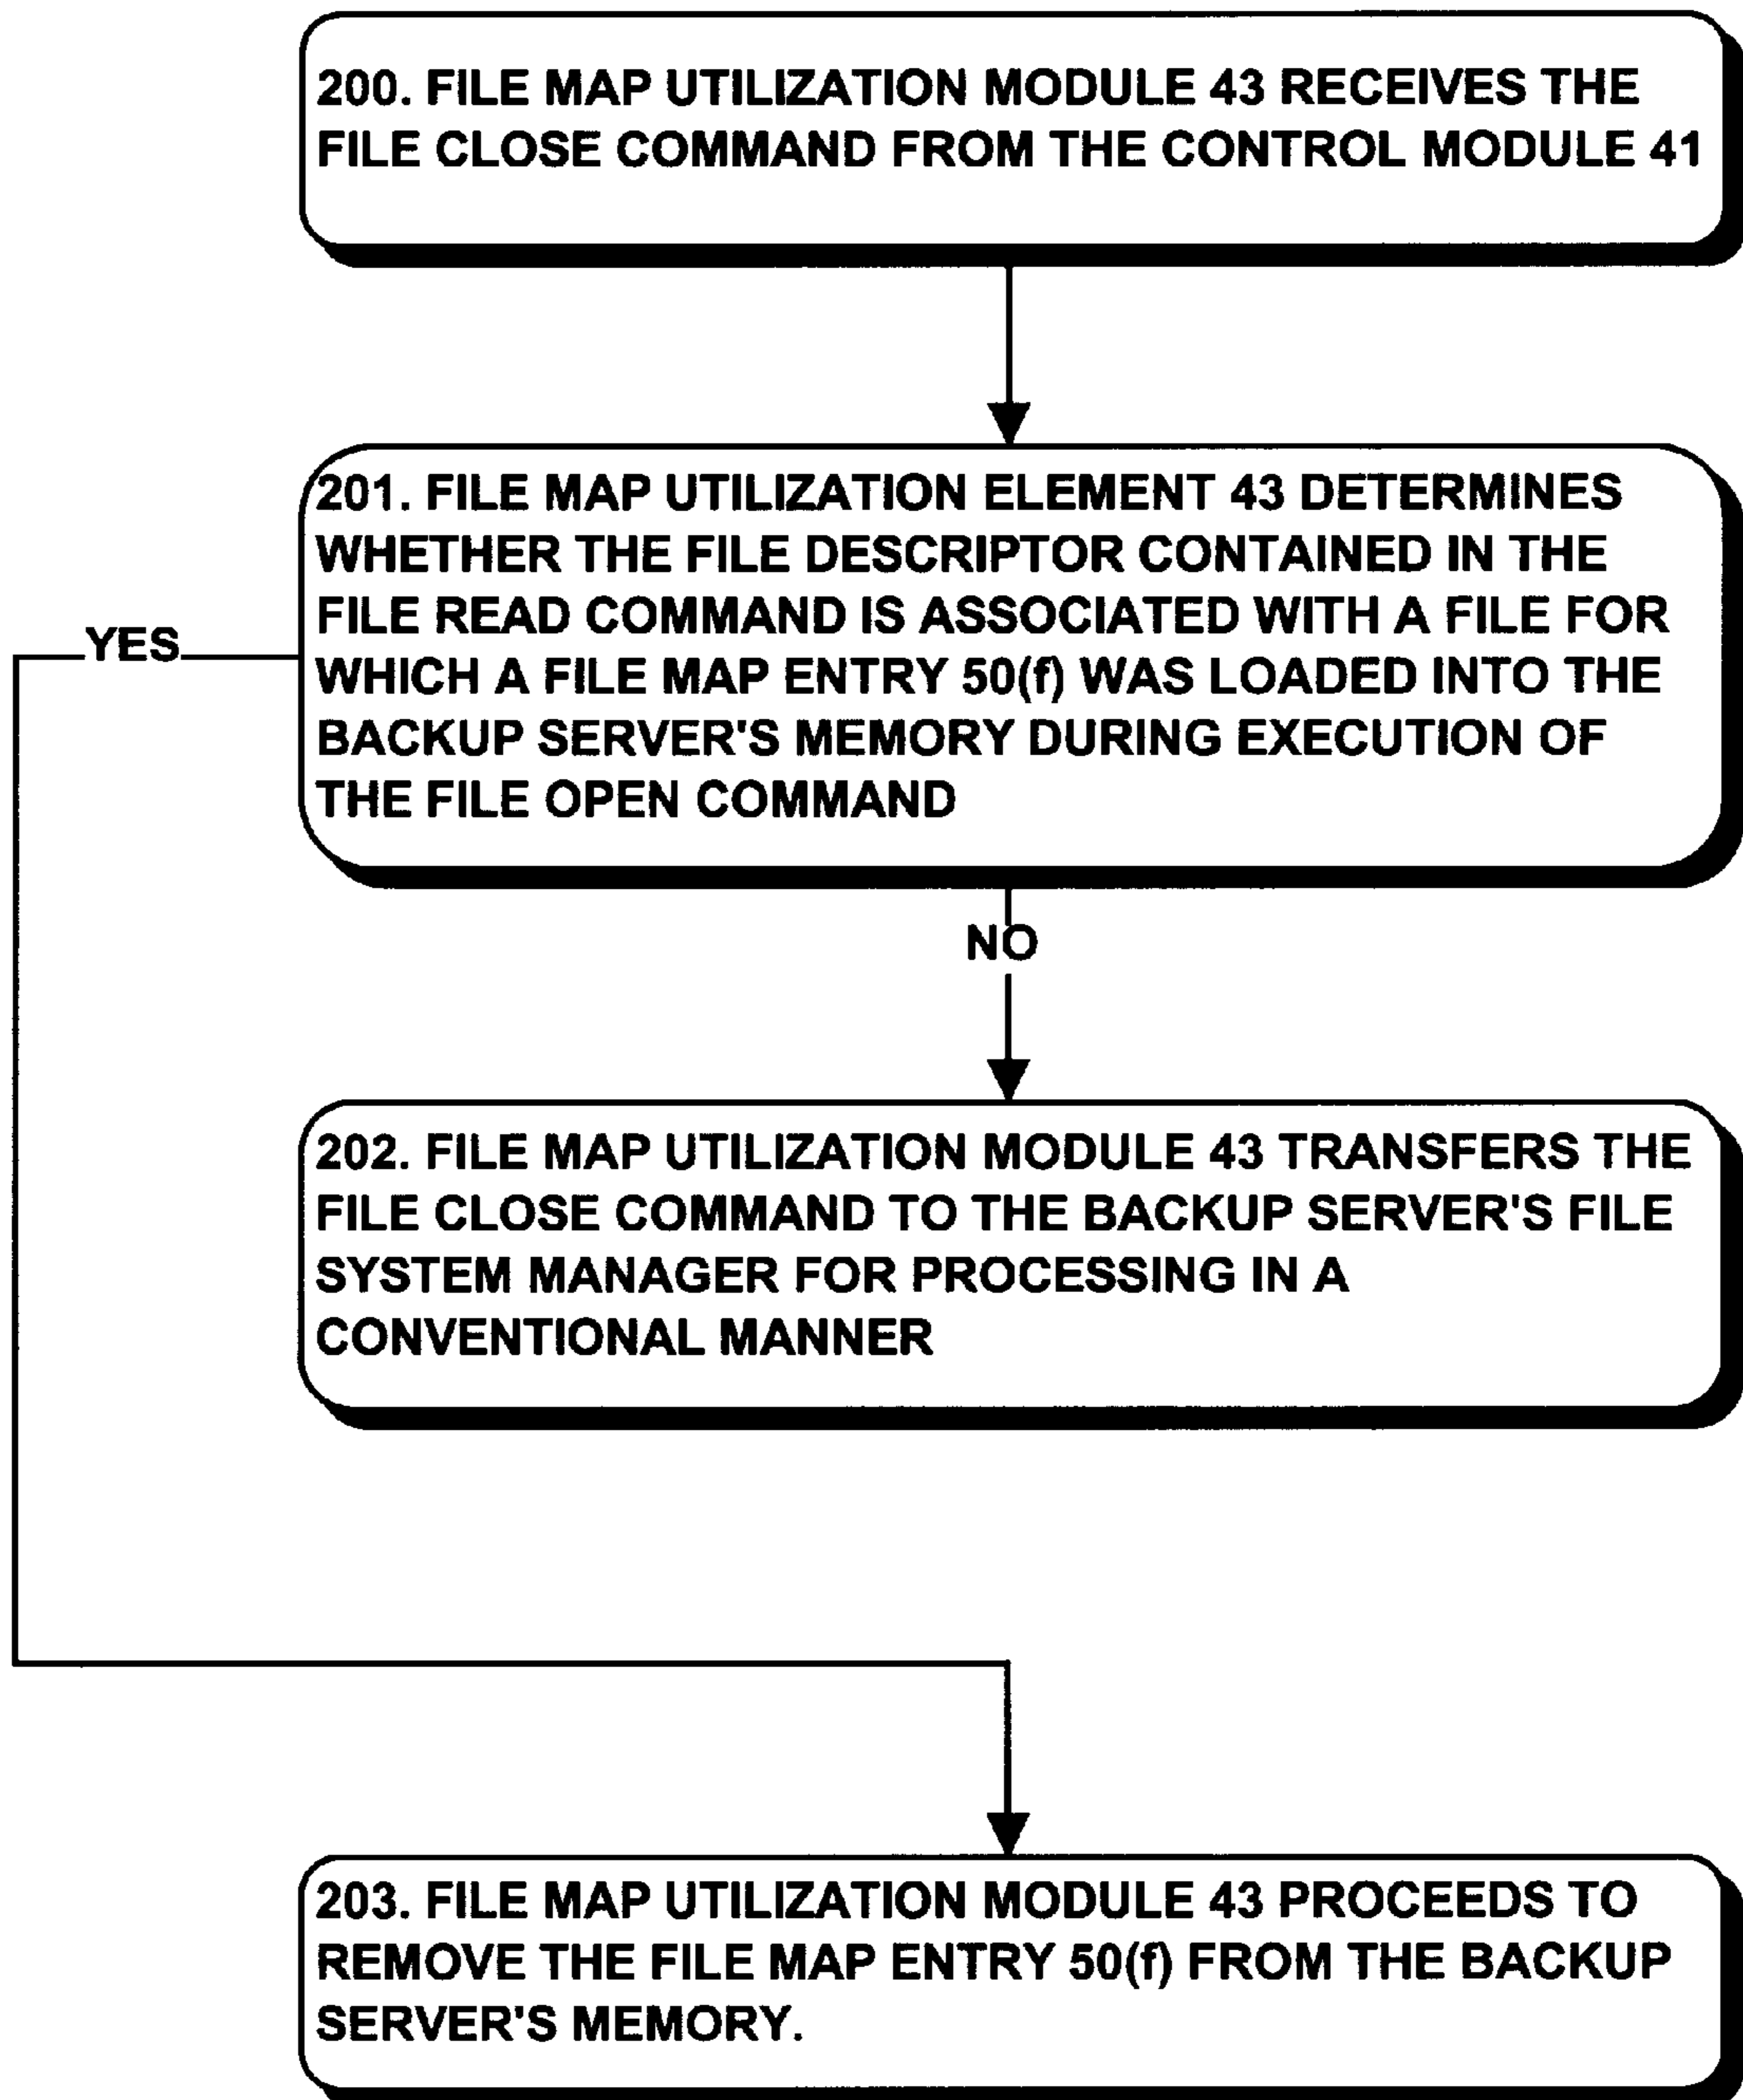 200. FILE MAP UTILIZATION MODULE 43 RECEIVES THE
FILE CLOSE COMMAND FROM THE CONTROL MODULE 41
201. FILE MAP UTILIZATION ELEMENT 43 DETERMINES
WHETHER THE FILE DESCRIPTOR CONTAINED IN THE
FILE READ COMMAND IS ASSOCIATED WITH A FILE FOR
WHICH A FILE MAP ENTRY 50(f) WAS LOADED INTO THE
BACKUP SERVER'S MEMORY DURING EXECUTION OF
THE FILE OPEN COMMAND
YES
NO
202. FILE MAP UTILIZATION MODULE 43 TRANSFERS THE
FILE CLOSE COMMAND TO THE BACKUP SERVER'S FILE
SYSTEM MANAGER FOR PROCESSING IN A
CONVENTIONAL MANNER
203. FILE MAP UTILIZATION MODULE 43 PROCEEDS TO
REMOVE THE FILE MAP ENTRY 50(f) FROM THE BACKUP
SERVER'S MEMORY.